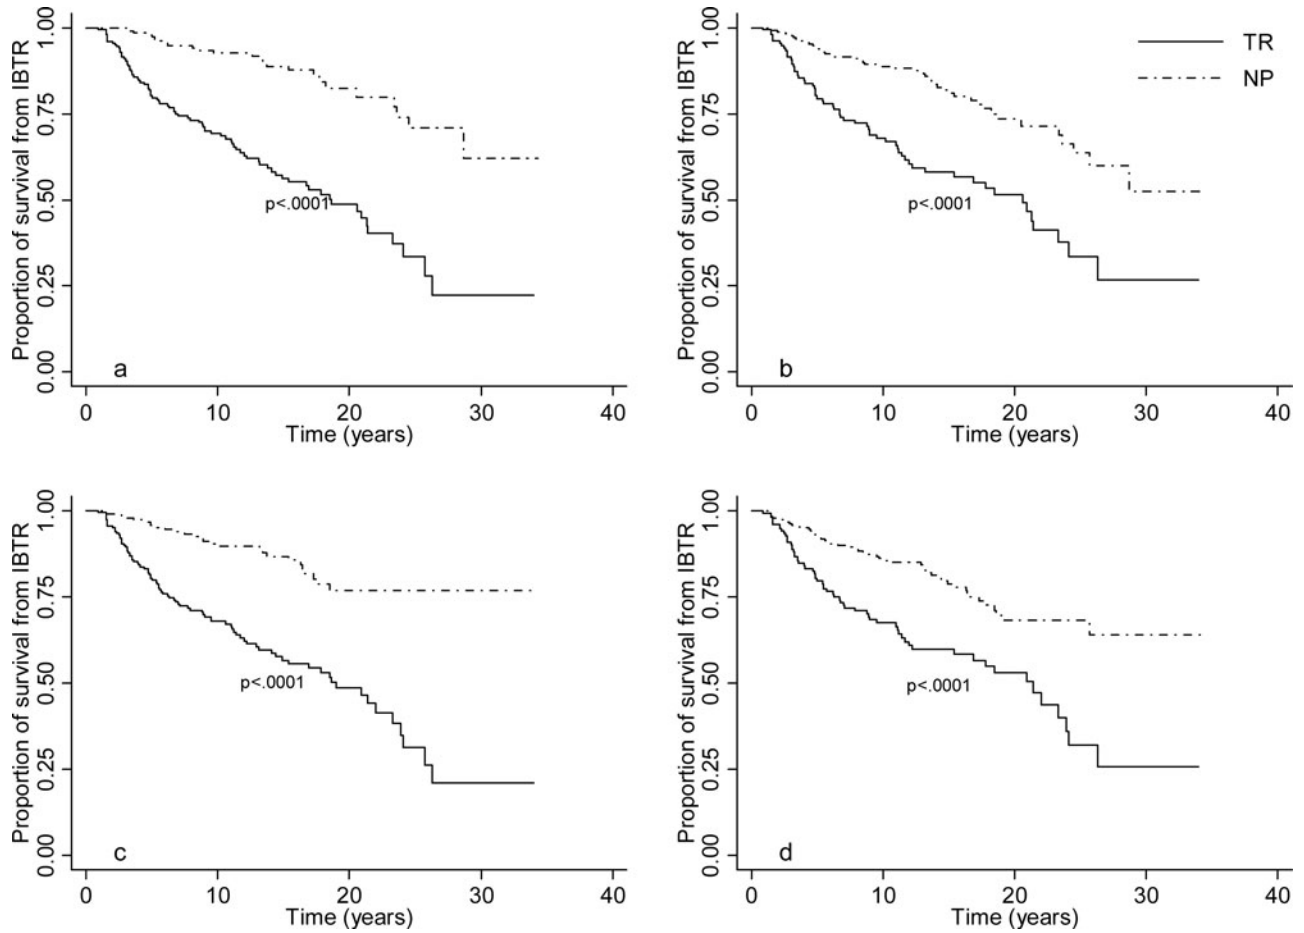 Proportion of survival from IBTR
1.00
0.75
0.50
0.25
0.00
p<.0001
a
0 10 20 30 40
Time (years)
Proportion of survival from IBTR
1.00
0.75
0.50
0.25
0.00
TR
NP
p<.0001
b
0 10 20 30 40
Time (years)
Proportion of survival from IBTR
1.00
0.75
0.50
0.25
0.00
p<.0001
c
0 10 20 30 40
Time (years)
Proportion of survival from IBTR
1.00
0.75
0.50
0.25
0.00
p<.0001
d
0 10 20 30 40
Time (years)